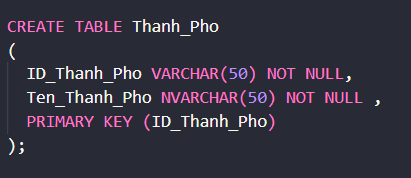 CREATE TABLE Thanh_Pho
(
  ID_Thanh_Pho VARCHAR(50) NOT NULL,
  Ten_Thanh_Pho NVARCHAR(50) NOT NULL ,
  PRIMARY KEY (ID_Thanh_Pho)
);